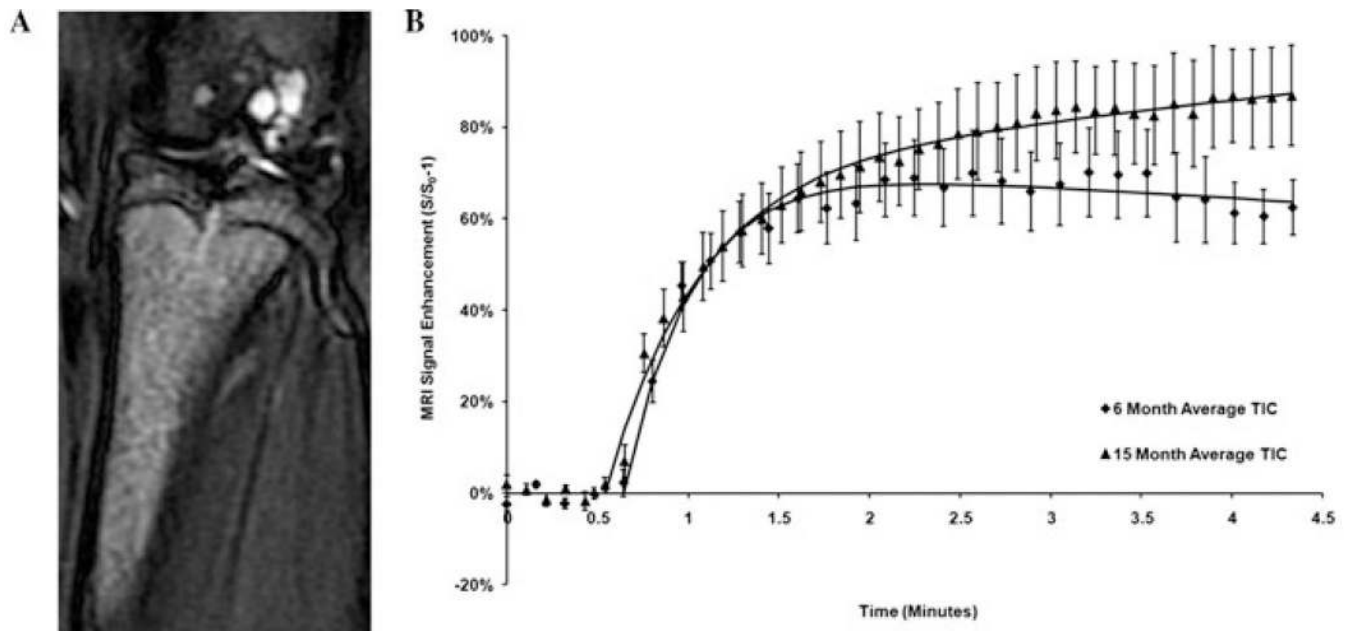 A
B
100%
80%
60%
40%
20%
0%
-20%
MRI Signal Enhancement (S/S₀-1)
0 0.5 1 1.5 2 2.5 3 3.5 4 4.5
Time (Minutes)
6 Month Average TIC
15 Month Average TIC